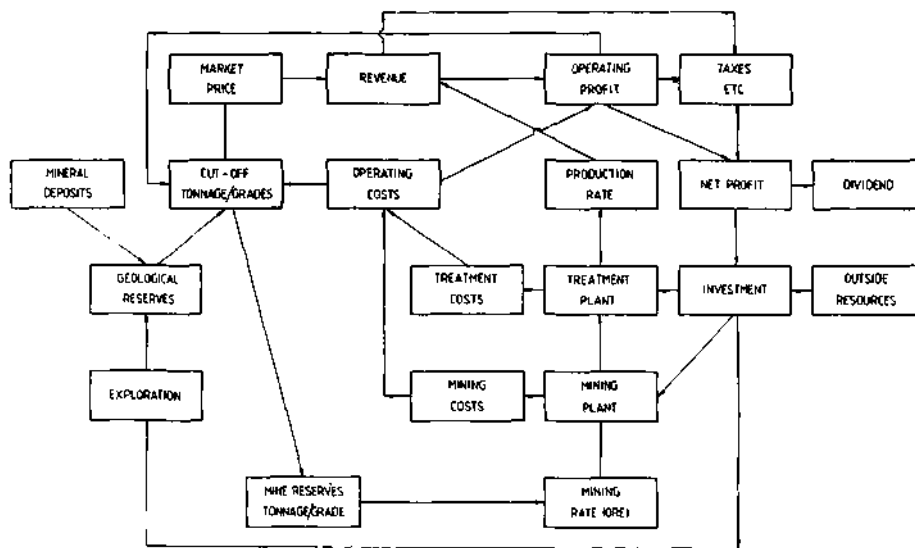 MARKET
PRICE
REVENUE
OPERATING
PROFIT
TAXES
ETC
MINERAL
DEPOSITS
CUT-OFF
TONNAGE/GRADES
OPERATING
COSTS
PRODUCTION
RATE
NET PROFIT
DIVIDEND
GEOLOGICAL
RESERVES
TREATMENT
COSTS
TREATMENT
PLANT
INVESTMENT
OUTSIDE
RESOURCES
EXPLORATION
MINING
COSTS
MINING
PLANT
MINE RESERVES
TONNAGE/GRADE
MINING
RATE (ORE)